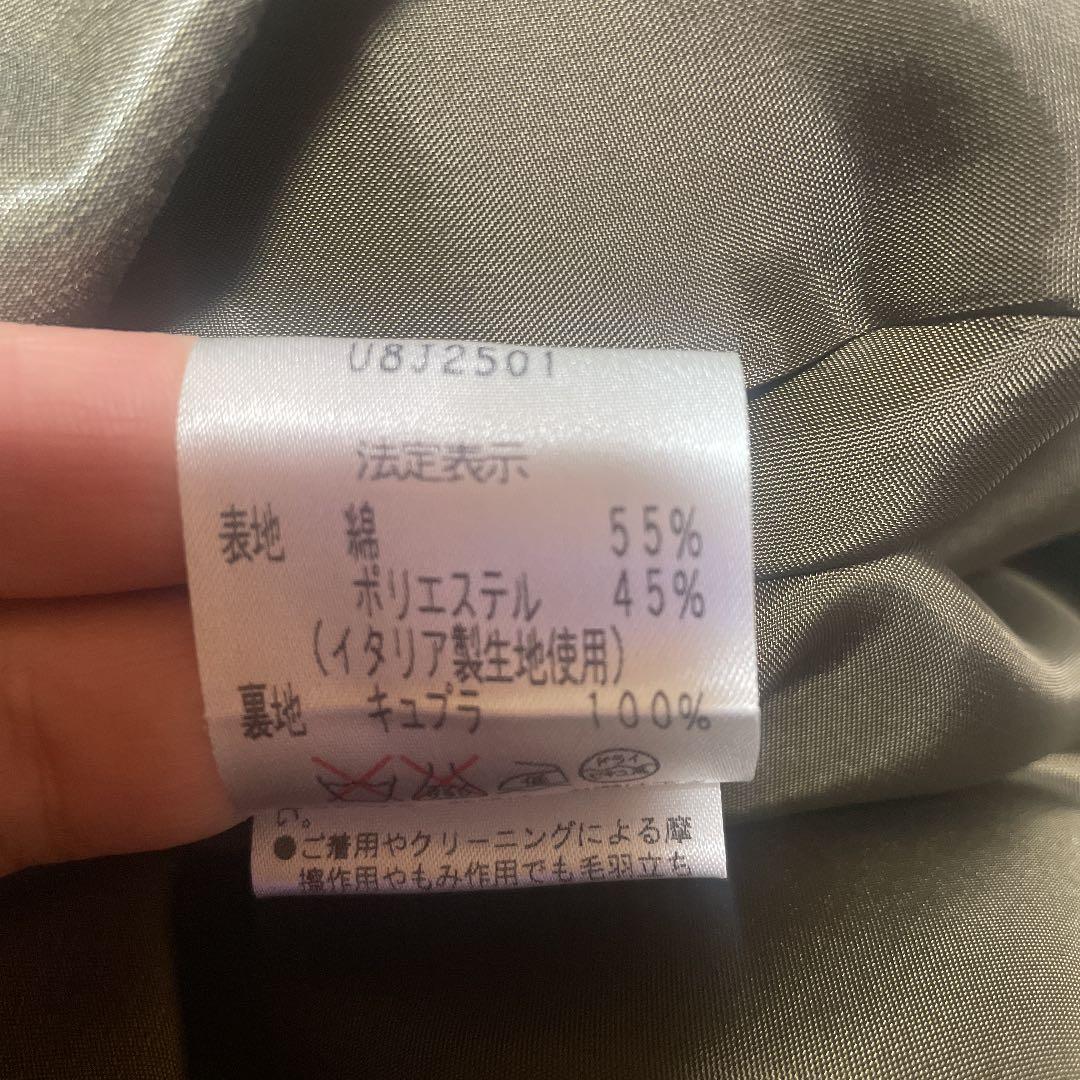 U8J2501
法定表示
表地 綿 55%
ポリエステル 45%
(イタリア製生地使用)
裏地 キュプラ 100%
い。
●ご着用やクリーニングによる摩
擦作用やもみ作用でも毛羽立ち